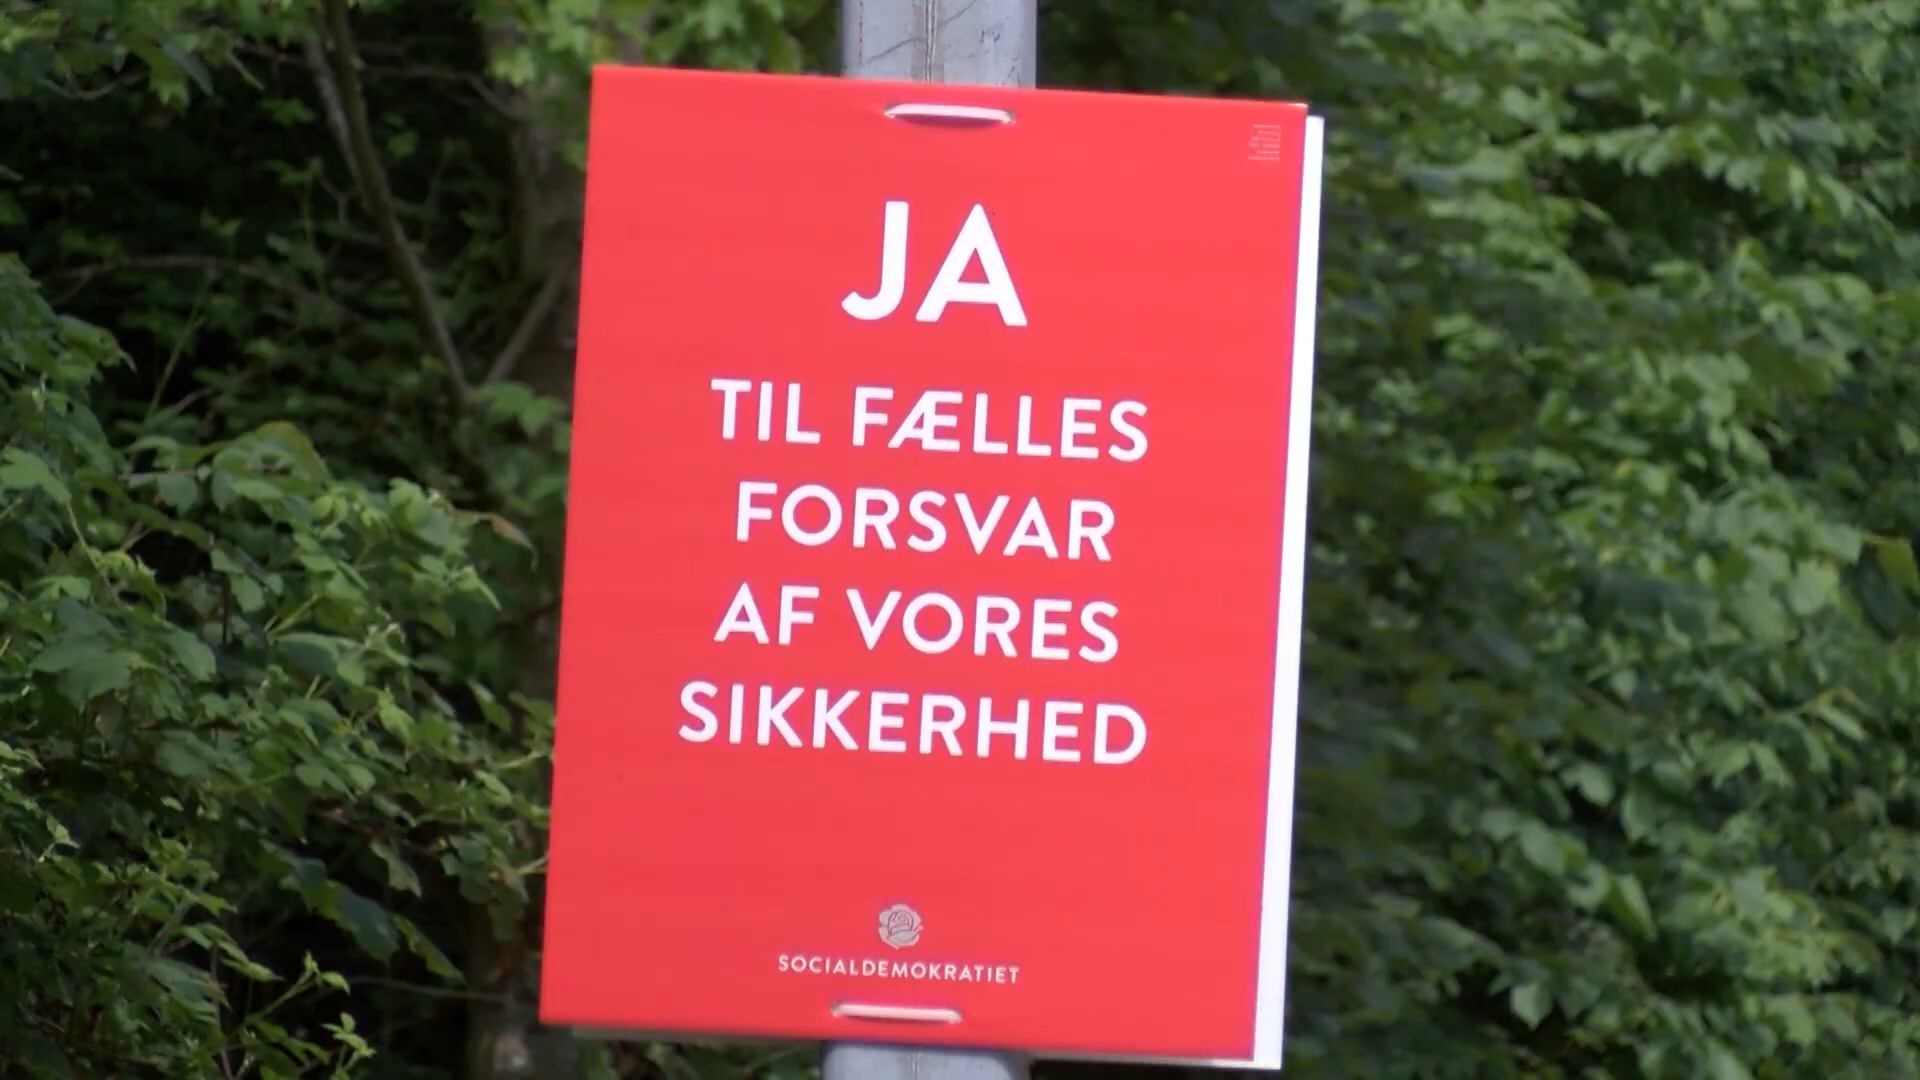 JA
TIL FÆLLES
FORSVAR
AF VORES
SIKKERHED
SOCIALDEMOKRATIET